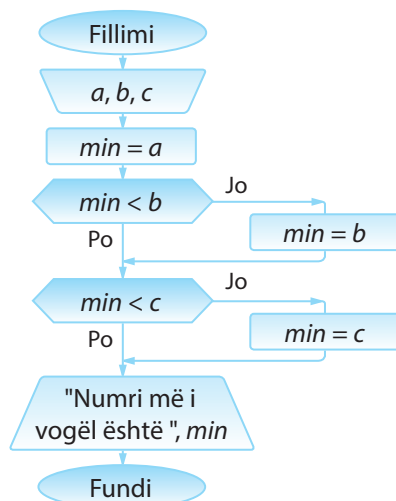 Fillimi
a, b, c
min = a
min < b
Jo
Po
min = b
min < c
Jo
Po
min = c
"Numri më i
vogël është ", min
Fundi